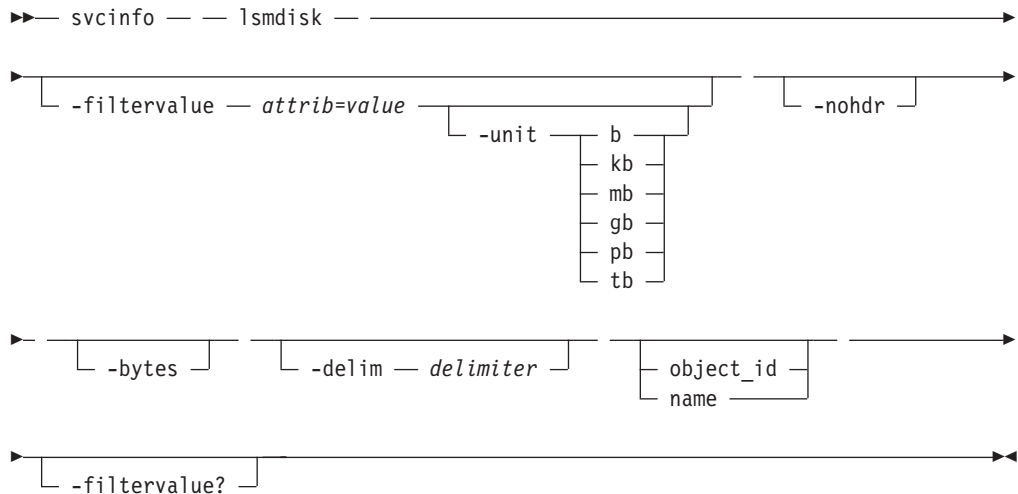 svcinfo lsmdisk
-filtervalue attrib=value -unit b -nohdr
kb
mb
gb
pb
tb
-bytes -delim delimiter object_id
name
-filtervalue?